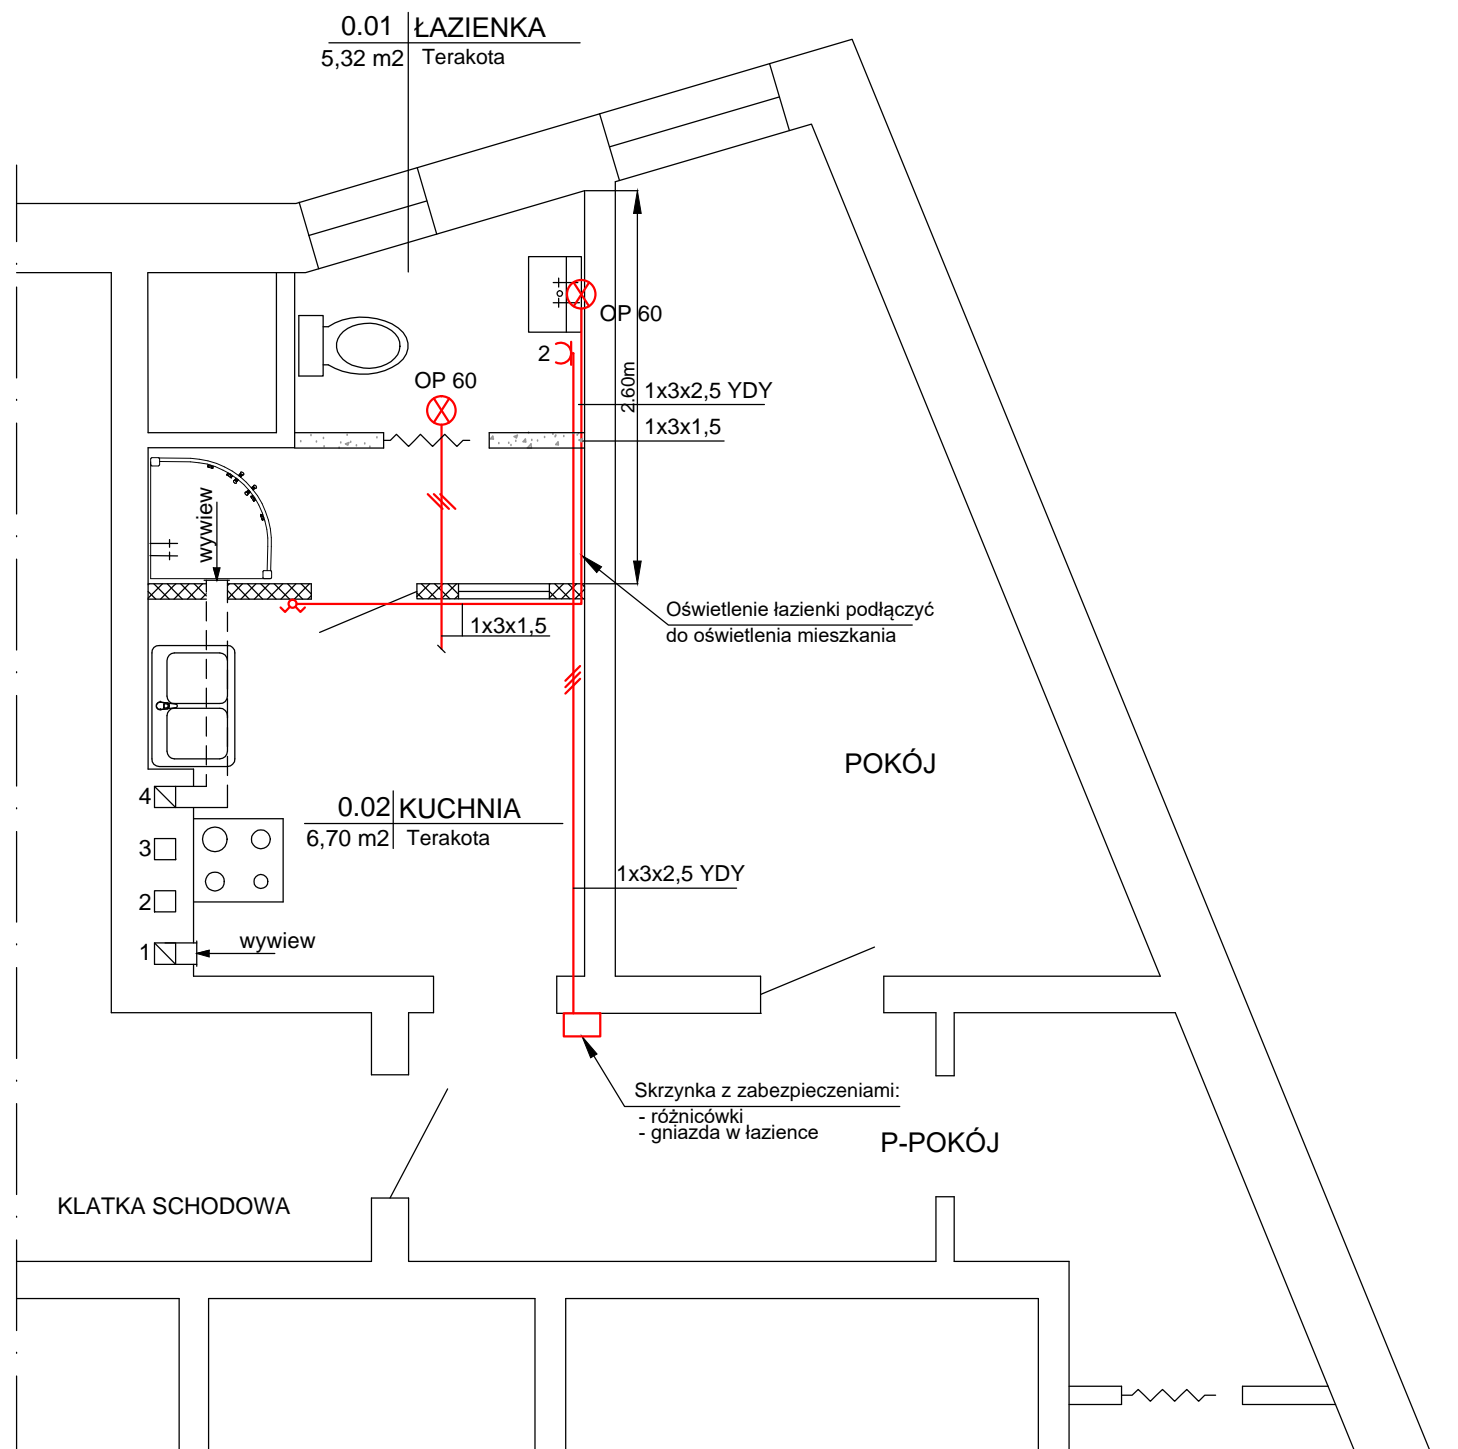 0.01 ŁAZIENKA
5,32 m2 Terakota
OP 60
2
OP 60
2.60m
1x3x2,5 YDY
1x3x1,5
wywiew
Oświetlenie łazienki podłączyć
do oświetlenia mieszkania
1x3x1,5
POKÓJ
4
0.02 KUCHNIA
6,70 m2 Terakota
3
1x3x2,5 YDY
2
1
wywiew
Skrzynka z zabezpieczeniami:
- różnicówki
- gniazda w łazience
P-POKÓJ
KLATKA SCHODOWA